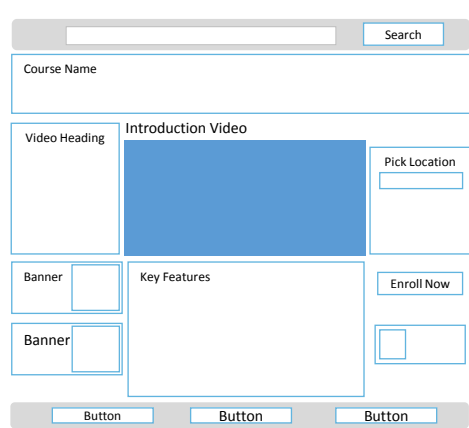 Search
Course Name
Video Heading
Introduction Video
Pick Location
Banner
Key Features
Enroll Now
Banner
Button
Button
Button